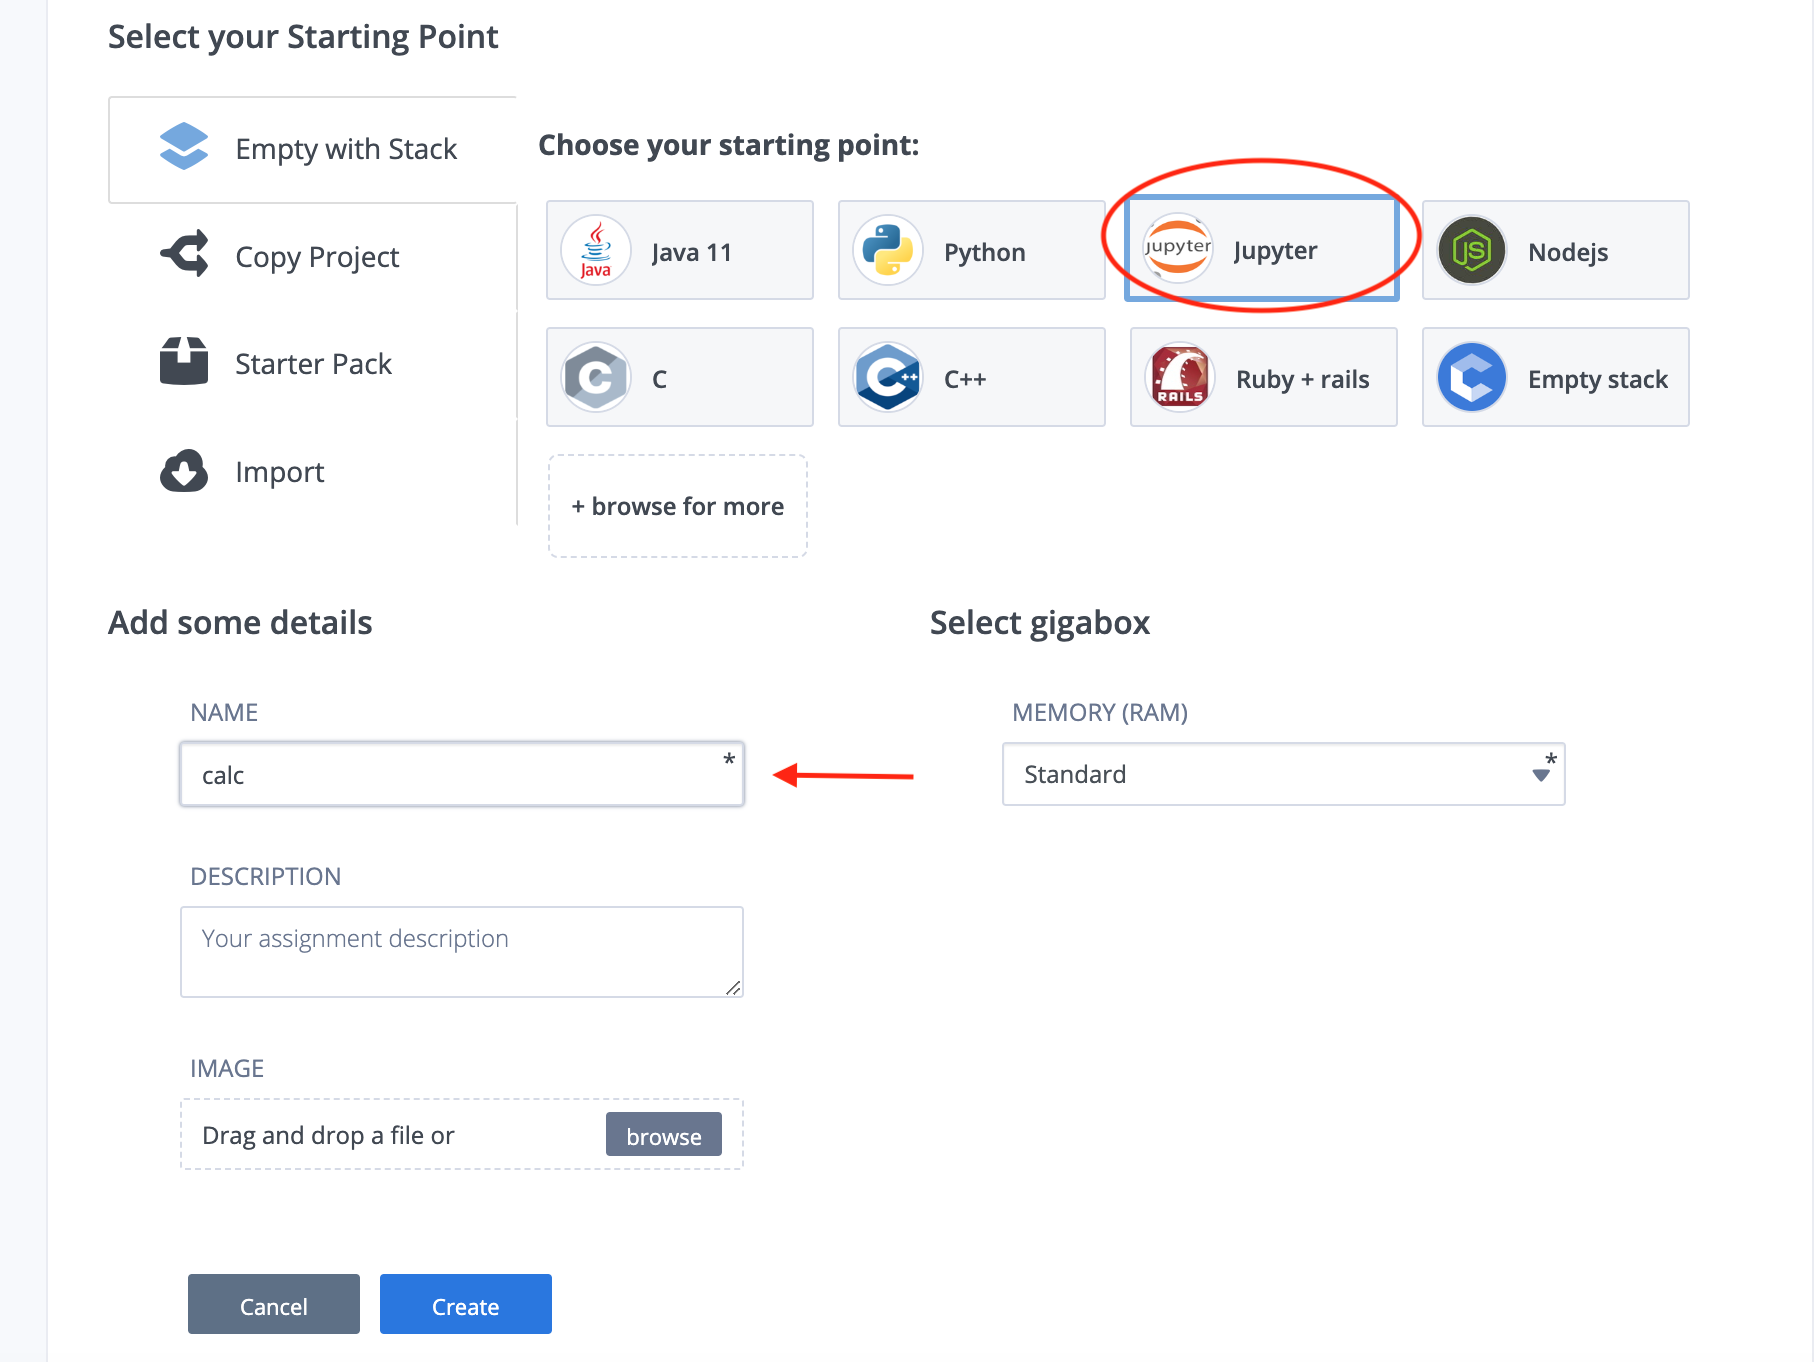 Select your Starting Point
Empty with Stack
Copy Project
Starter Pack
Import
Choose your starting point:
Java
Java 11
Python
jupyter
Jupyter
JS
Nodejs
C
C
C++
C++
RAILS
Ruby + rails
C
Empty stack
+ browse for more
Add some details
NAME
calc *
DESCRIPTION
Your assignment description
IMAGE
Drag and drop a file or browse
Select gigabox
MEMORY (RAM)
Standard *
Cancel
Create